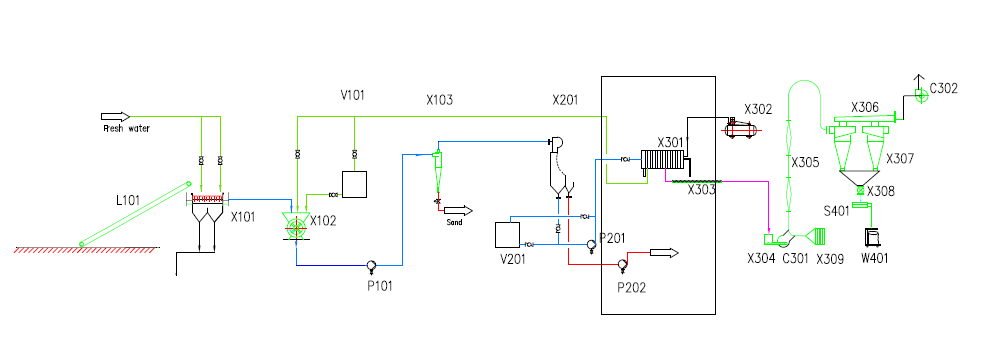 C302
V101
X103
X201
X302
X306
Rresh water
X301
X305
X307
X303
X308
L101
X101
X102
Sand
S401
P201
V201
X304
C301
X309
W401
P101
P202